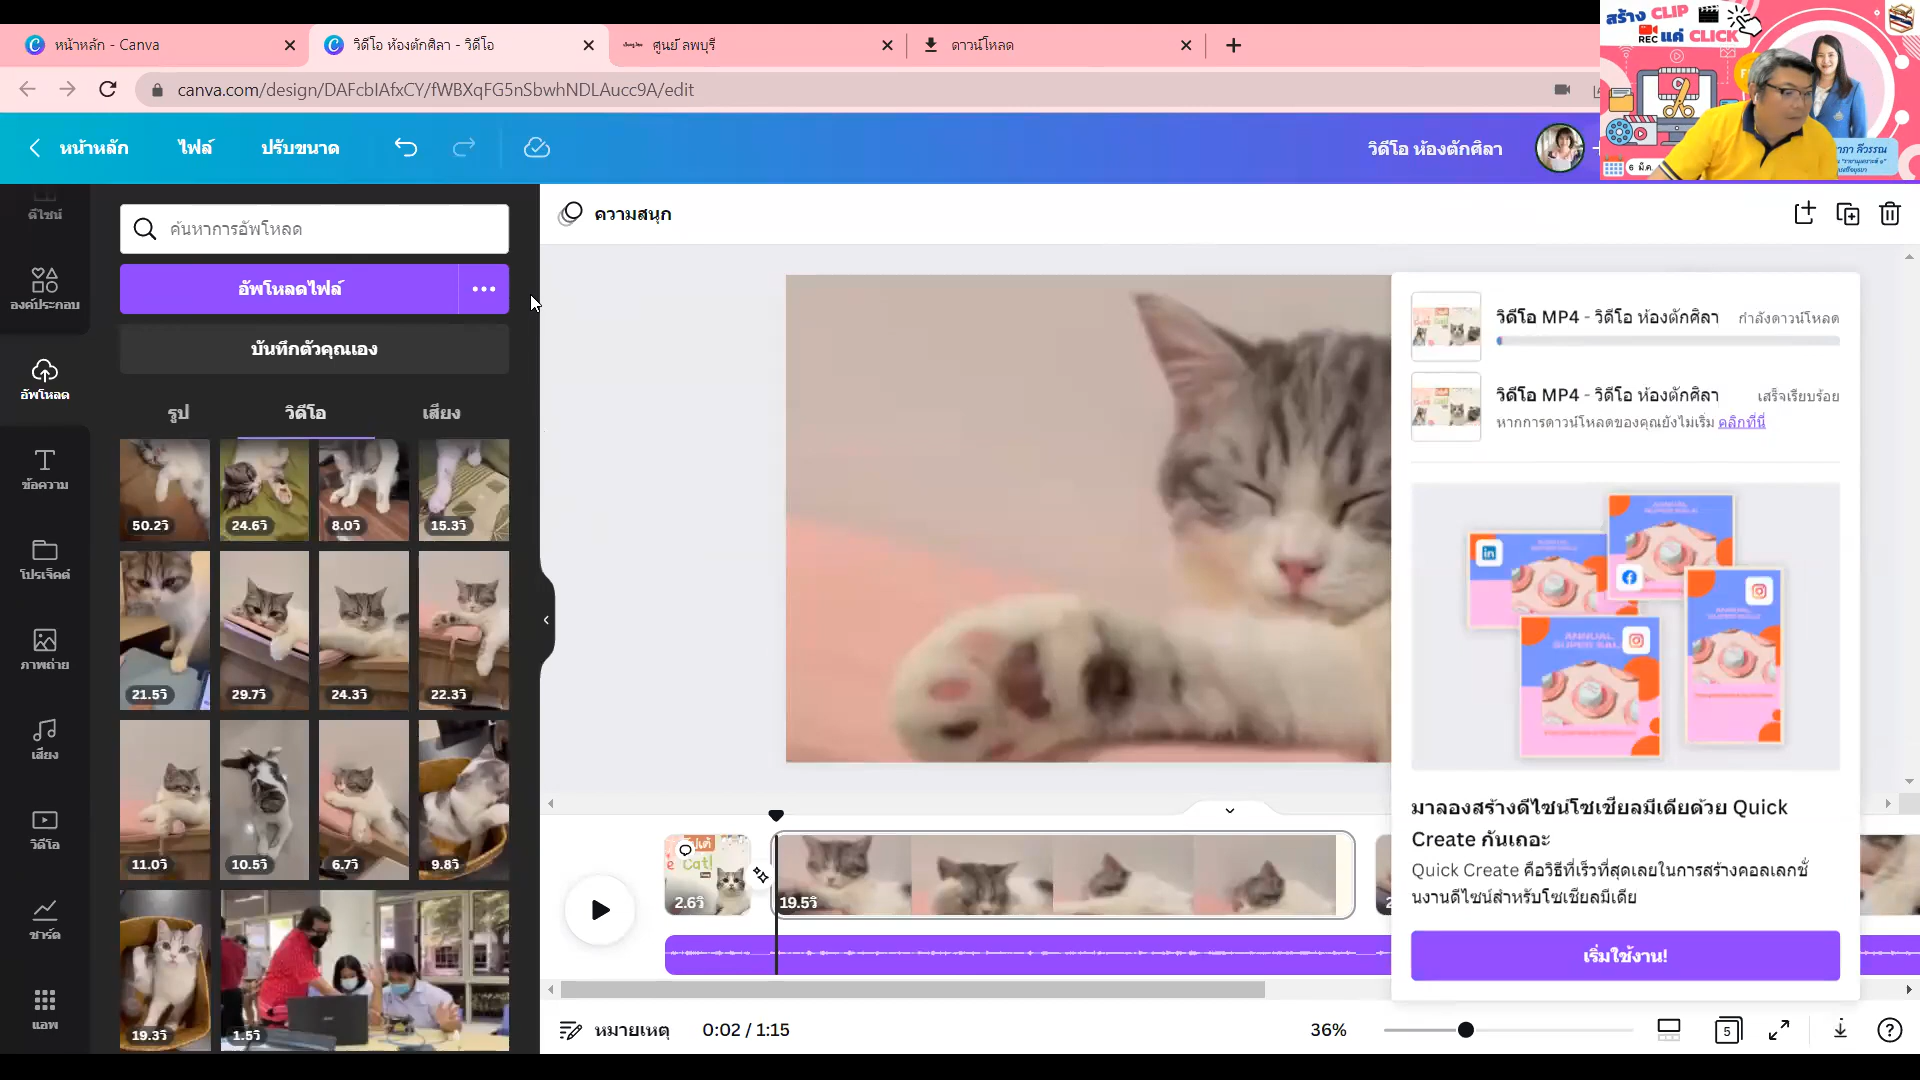 หน้าหลัก - Canva
วิดีโอ ห้องตักศิลา - วิดีโอ
ศูนย์ ลพบุรี
ดาวน์โหลด
canva.com/design/DAFcbIAfxCY/fWBXqFG5nSbwhNDLAucc9A/edit
สร้าง CLIP
REC แค่ CLICK
6 มี.ค.
หน้าหลัก
ไฟล์
ปรับขนาด
วิดีโอ ห้องตักศิลา
ดีไซน์
องค์ประกอบ
อัพโหลด
ข้อความ
โปรเจ็คต์
ภาพถ่าย
เสียง
วิดีโอ
ชาร์ต
แอพ
ค้นหาการอัพโหลด
อัพโหลดไฟล์
บันทึกตัวคุณเอง
รูป
วิดีโอ
เสียง
50.2วิ
24.6วิ
8.0วิ
15.3วิ
21.5วิ
29.7วิ
24.3วิ
22.3วิ
11.0วิ
10.5วิ
6.7วิ
9.8วิ
19.3วิ
1.5วิ
ความสนุก
วิดีโอ MP4 - วิดีโอ ห้องตักศิลา
กำลังดาวน์โหลด
วิดีโอ MP4 - วิดีโอ ห้องตักศิลา
เสร็จเรียบร้อย
หากการดาวน์โหลดของคุณยังไม่เริ่ม คลิกที่นี่
ANNUAL
มาลองสร้างดีไซน์โซเชียลมีเดียด้วย Quick
Create กันเถอะ
Quick Create คือวิธีที่เร็วที่สุดเลยในการสร้างคอลเลกชั่
นงานดีไซน์สำหรับโซเชียลมีเดีย
เริ่มใช้งาน!
cat!
2.6วิ
19.5วิ
หมายเหตุ
0:02 / 1:15
36%
5